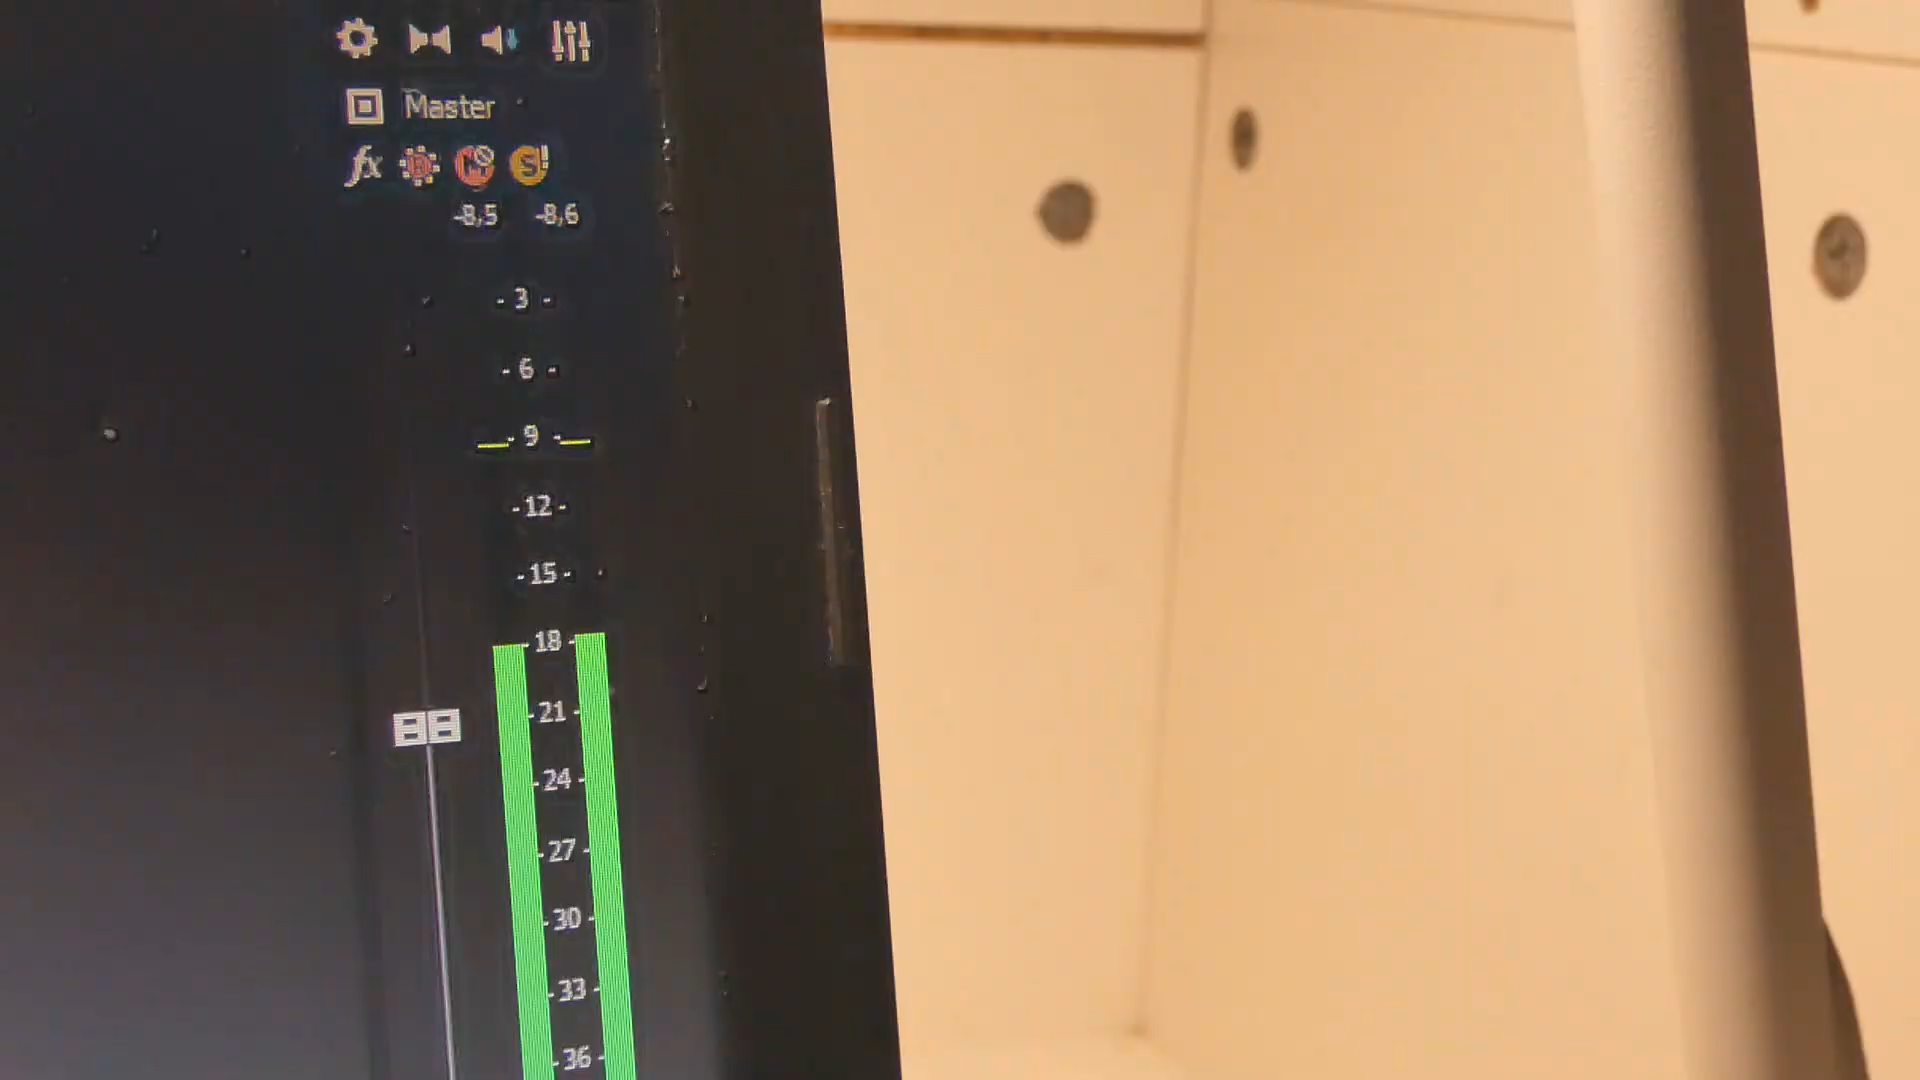 Master
fx
-8,5 -8,6
- 3 -
- 6 -
- 9 -
- 12 -
- 15 -
- 18 -
- 21 -
- 24 -
- 27 -
- 30 -
- 33 -
- 36 -